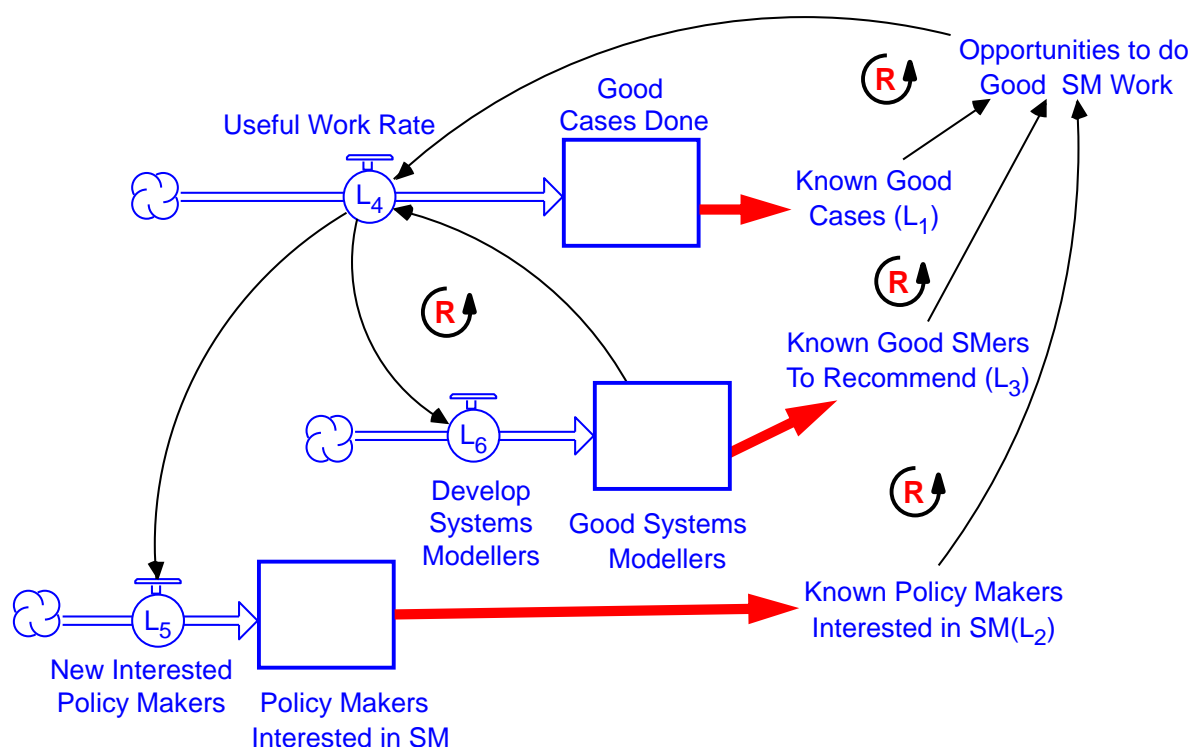 Opportunities to do
Good SM Work
R
Good
Cases Done
Useful Work Rate
L4
Known Good
Cases (L1)
R
R
Known Good SMers
To Recommend (L3)
L6
Develop
Systems
Modellers
Good Systems
Modellers
R
Known Policy Makers
Interested in SM(L2)
L5
New Interested
Policy Makers
Policy Makers
Interested in SM